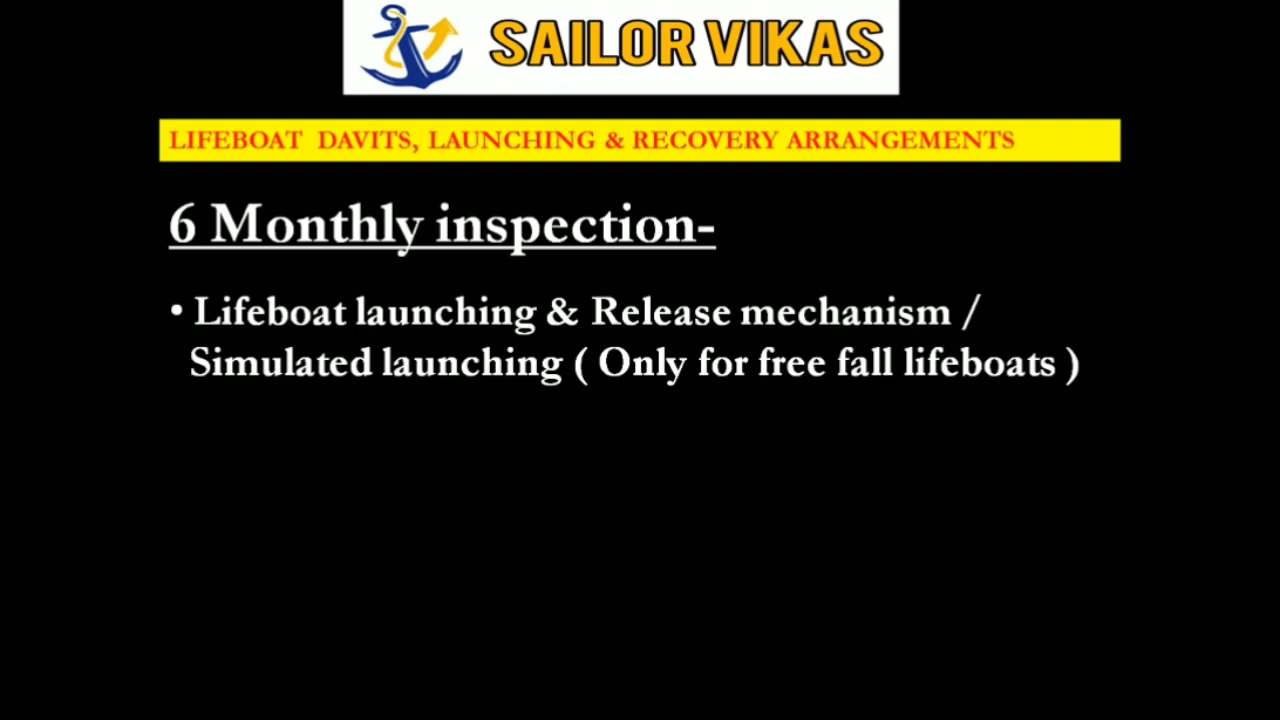 SAILOR VIKAS
LIFEBOAT DAVITS, LAUNCHING & RECOVERY ARRANGEMENTS
6 Monthly inspection-
• Lifeboat launching & Release mechanism /
Simulated launching ( Only for free fall lifeboats )